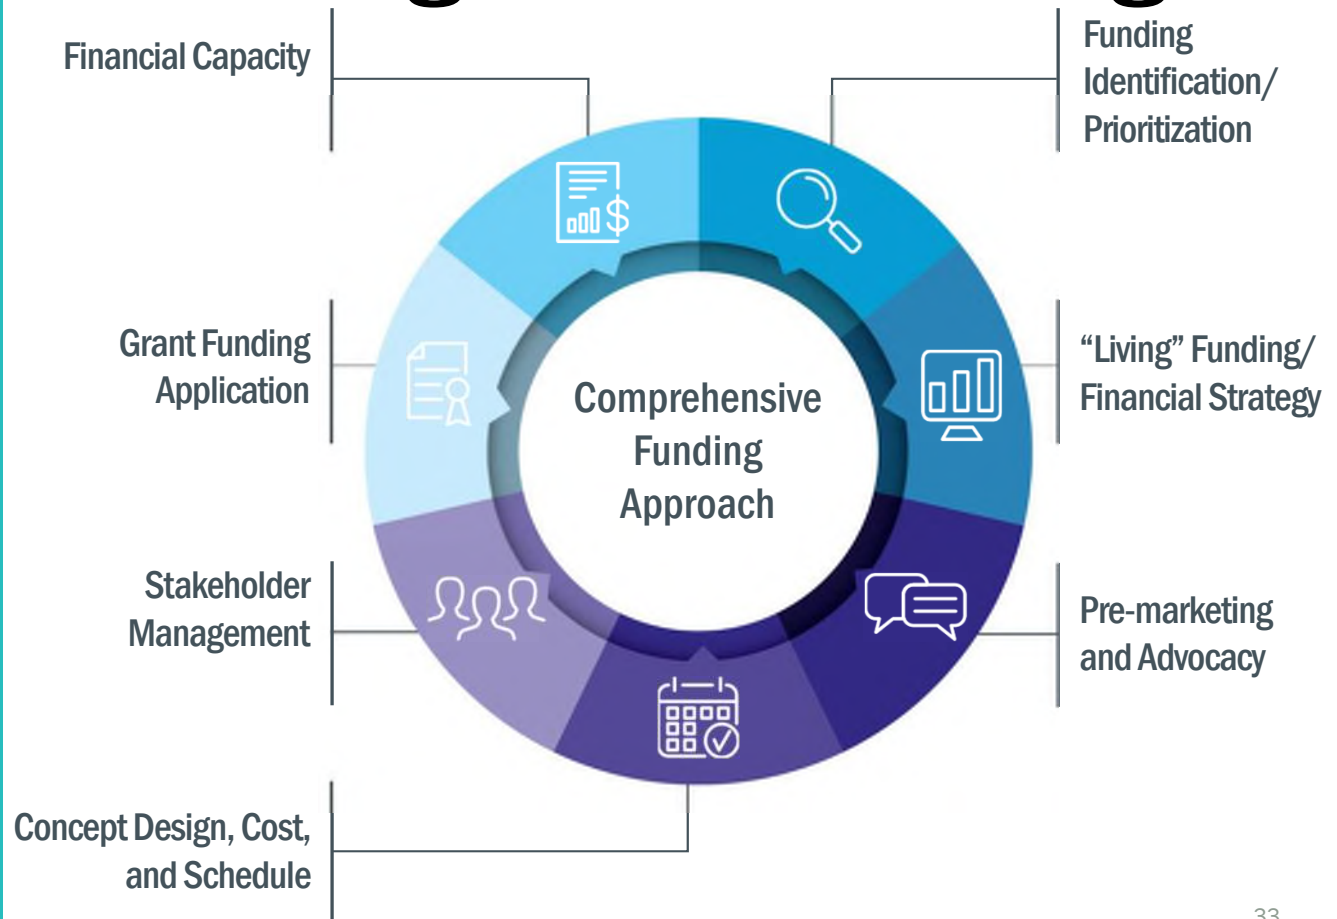 Financial Capacity
Funding
Identification/
Prioritization
Grant Funding
Application
“Living” Funding/
Financial Strategy
Comprehensive
Funding
Approach
Stakeholder
Management
Pre-marketing
and Advocacy
Concept Design, Cost,
and Schedule
33